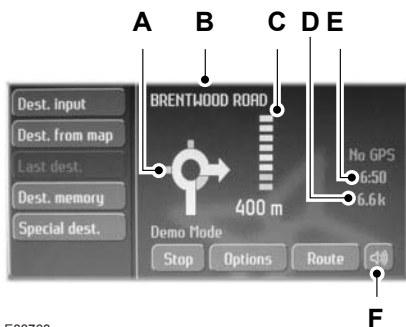 A B C D E
Dest. input
BRENTWOOD ROAD
Dest. from map
Last dest.
No GPS
6:50
Dest. memory
6.6k
400 m
Special dest.
Demo Mode
Stop Options Route
F